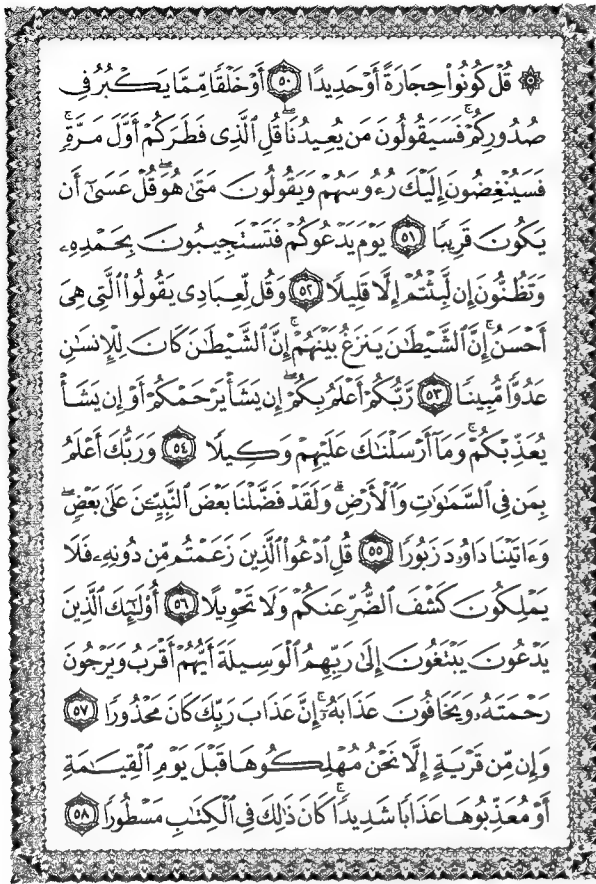 ۞ قُلْ كُونُوا۟ حِجَارَةً أَوْ حَدِيدًا ٥٠ أَوْ خَلْقًا مِّمَّا يَكْبُرُ فِى
صُدُورِكُمْ ۚ فَسَيَقُولُونَ مَن يُعِيدُنَا ۖ قُلِ ٱلَّذِى فَطَرَكُمْ أَوَّلَ مَرَّةٍ ۚ
فَسَيُنْغِضُونَ إِلَيْكَ رُءُوسَهُمْ وَيَقُولُونَ مَتَىٰ هُوَ ۖ قُلْ عَسَىٰٓ أَن
يَكُونَ قَرِيبًا ٥١ يَوْمَ يَدْعُوكُمْ فَتَسْتَجِيبُونَ بِحَمْدِهِۦ
وَتَظُنُّونَ إِن لَّبِثْتُمْ إِلَّا قَلِيلًا ٥٢ وَقُل لِّعِبَادِى يَقُولُوا۟ ٱلَّتِى هِىَ
أَحْسَنُ ۚ إِنَّ ٱلشَّيْطَـٰنَ يَنزَغُ بَيْنَهُمْ ۚ إِنَّ ٱلشَّيْطَـٰنَ كَانَ لِلْإِنسَـٰنِ
عَدُوًّا مُّبِينًا ٥٣ رَّبُّكُمْ أَعْلَمُ بِكُمْ ۖ إِن يَشَأْ يَرْحَمْكُمْ أَوْ إِن يَشَأْ
يُعَذِّبْكُمْ ۚ وَمَآ أَرْسَلْنَـٰكَ عَلَيْهِمْ وَكِيلًا ٥٤ وَرَبُّكَ أَعْلَمُ
بِمَن فِى ٱلسَّمَـٰوَٰتِ وَٱلْأَرْضِ ۗ وَلَقَدْ فَضَّلْنَا بَعْضَ ٱلنَّبِيِّـۧنَ عَلَىٰ بَعْضٍ ۖ
وَءَاتَيْنَا دَاوُۥدَ زَبُورًا ٥٥ قُلِ ٱدْعُوا۟ ٱلَّذِينَ زَعَمْتُم مِّن دُونِهِۦ فَلَا
يَمْلِكُونَ كَشْفَ ٱلضُّرِّ عَنكُمْ وَلَا تَحْوِيلًا ٥٦ أُو۟لَـٰٓئِكَ ٱلَّذِينَ
يَدْعُونَ يَبْتَغُونَ إِلَىٰ رَبِّهِمُ ٱلْوَسِيلَةَ أَيُّهُمْ أَقْرَبُ وَيَرْجُونَ
رَحْمَتَهُۥ وَيَخَافُونَ عَذَابَهُۥٓ ۚ إِنَّ عَذَابَ رَبِّكَ كَانَ مَحْذُورًا ٥٧
وَإِن مِّن قَرْيَةٍ إِلَّا نَحْنُ مُهْلِكُوهَا قَبْلَ يَوْمِ ٱلْقِيَـٰمَةِ
أَوْ مُعَذِّبُوهَا عَذَابًا شَدِيدًا ۚ كَانَ ذَٰلِكَ فِى ٱلْكِتَـٰبِ مَسْطُورًا ٥٨